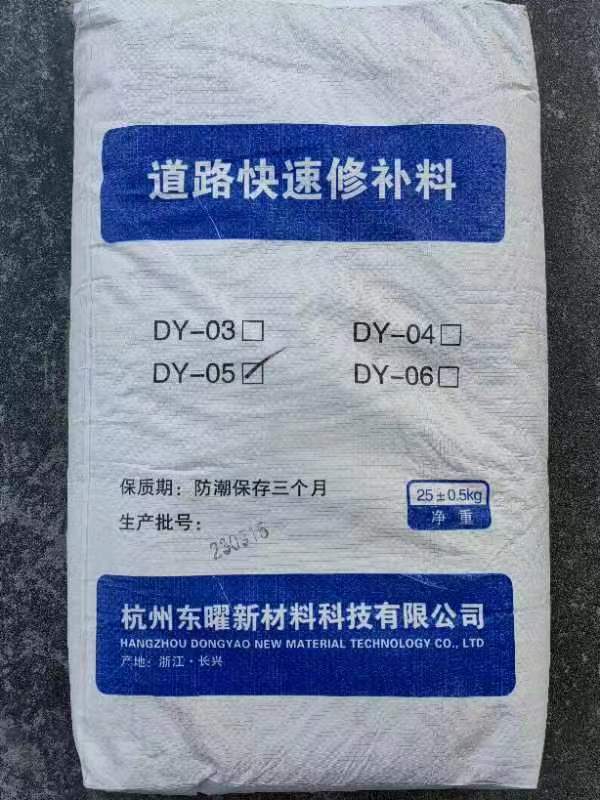 道路快速修补料
DY-03□ DY-04□
DY-05☑ DY-06□
保质期：防潮保存三个月
25±0.5kg
净 重
生产批号：
230516
杭州东曜新材料科技有限公司
HANGZHOU DONGYAO NEW MATERIAL TECHNOLOGY CO., LTD
产地：浙江·长兴